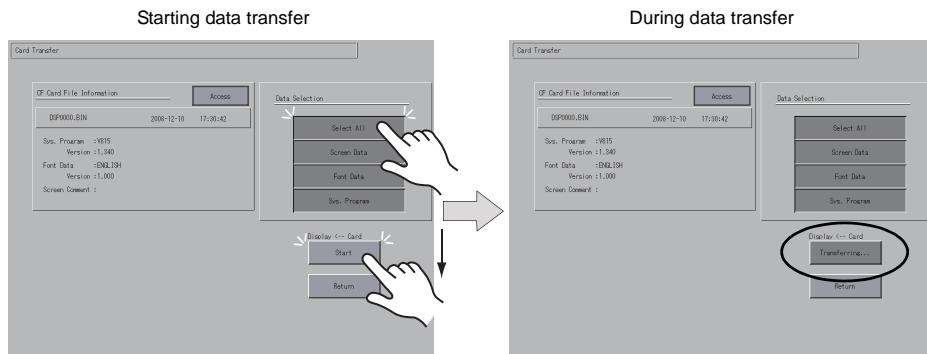 Starting data transfer
Card Transfer
CF Card File Information
Access
DSP0000.BIN 2008-12-10 17:30:42
Sys. Program :V815
Version :1.340
Font Data :ENGLISH
Version :1.000
Screen Comment :
Data Selection
Select All
Screen Data
Font Data
Sys. Program
Display <-- Card
Start
Return
During data transfer
Card Transfer
CF Card File Information
Access
DSP0000.BIN 2008-12-10 17:30:42
Sys. Program :V815
Version :1.340
Font Data :ENGLISH
Version :1.000
Screen Comment :
Data Selection
Select All
Screen Data
Font Data
Sys. Program
Display <-- Card
Transferring...
Return